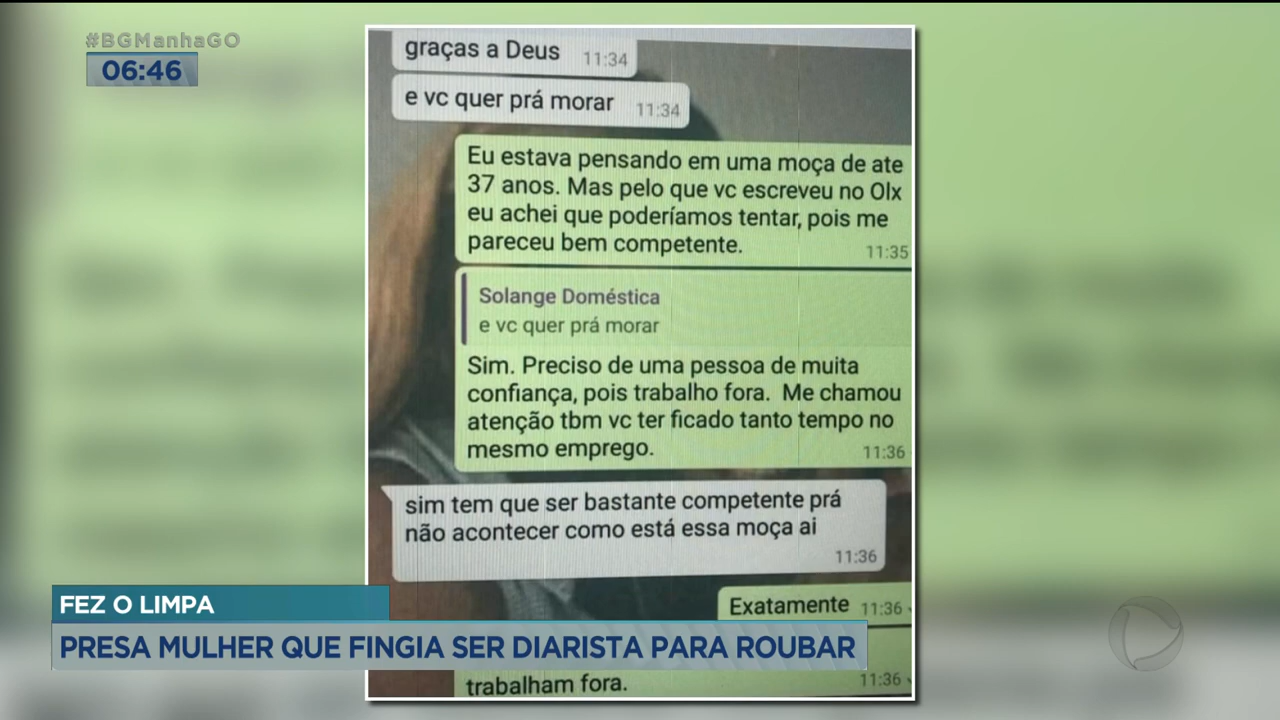 #BGManhaGO
06:46
graças a Deus 11:34
e vc quer prá morar 11:34
Eu estava pensando em uma moça de ate
37 anos. Mas pelo que vc escreveu no Olx
eu achei que poderíamos tentar, pois me
pareceu bem competente. 11:35
Solange Doméstica
e vc quer prá morar
Sim. Preciso de uma pessoa de muita
confiança, pois trabalho fora. Me chamou
atenção tbm vc ter ficado tanto tempo no
mesmo emprego. 11:36
sim tem que ser bastante competente prá
não acontecer como está essa moça ai
11:36
Exatamente 11:36
trabalham fora. 11:36
FEZ O LIMPA
PRESA MULHER QUE FINGIA SER DIARISTA PARA ROUBAR